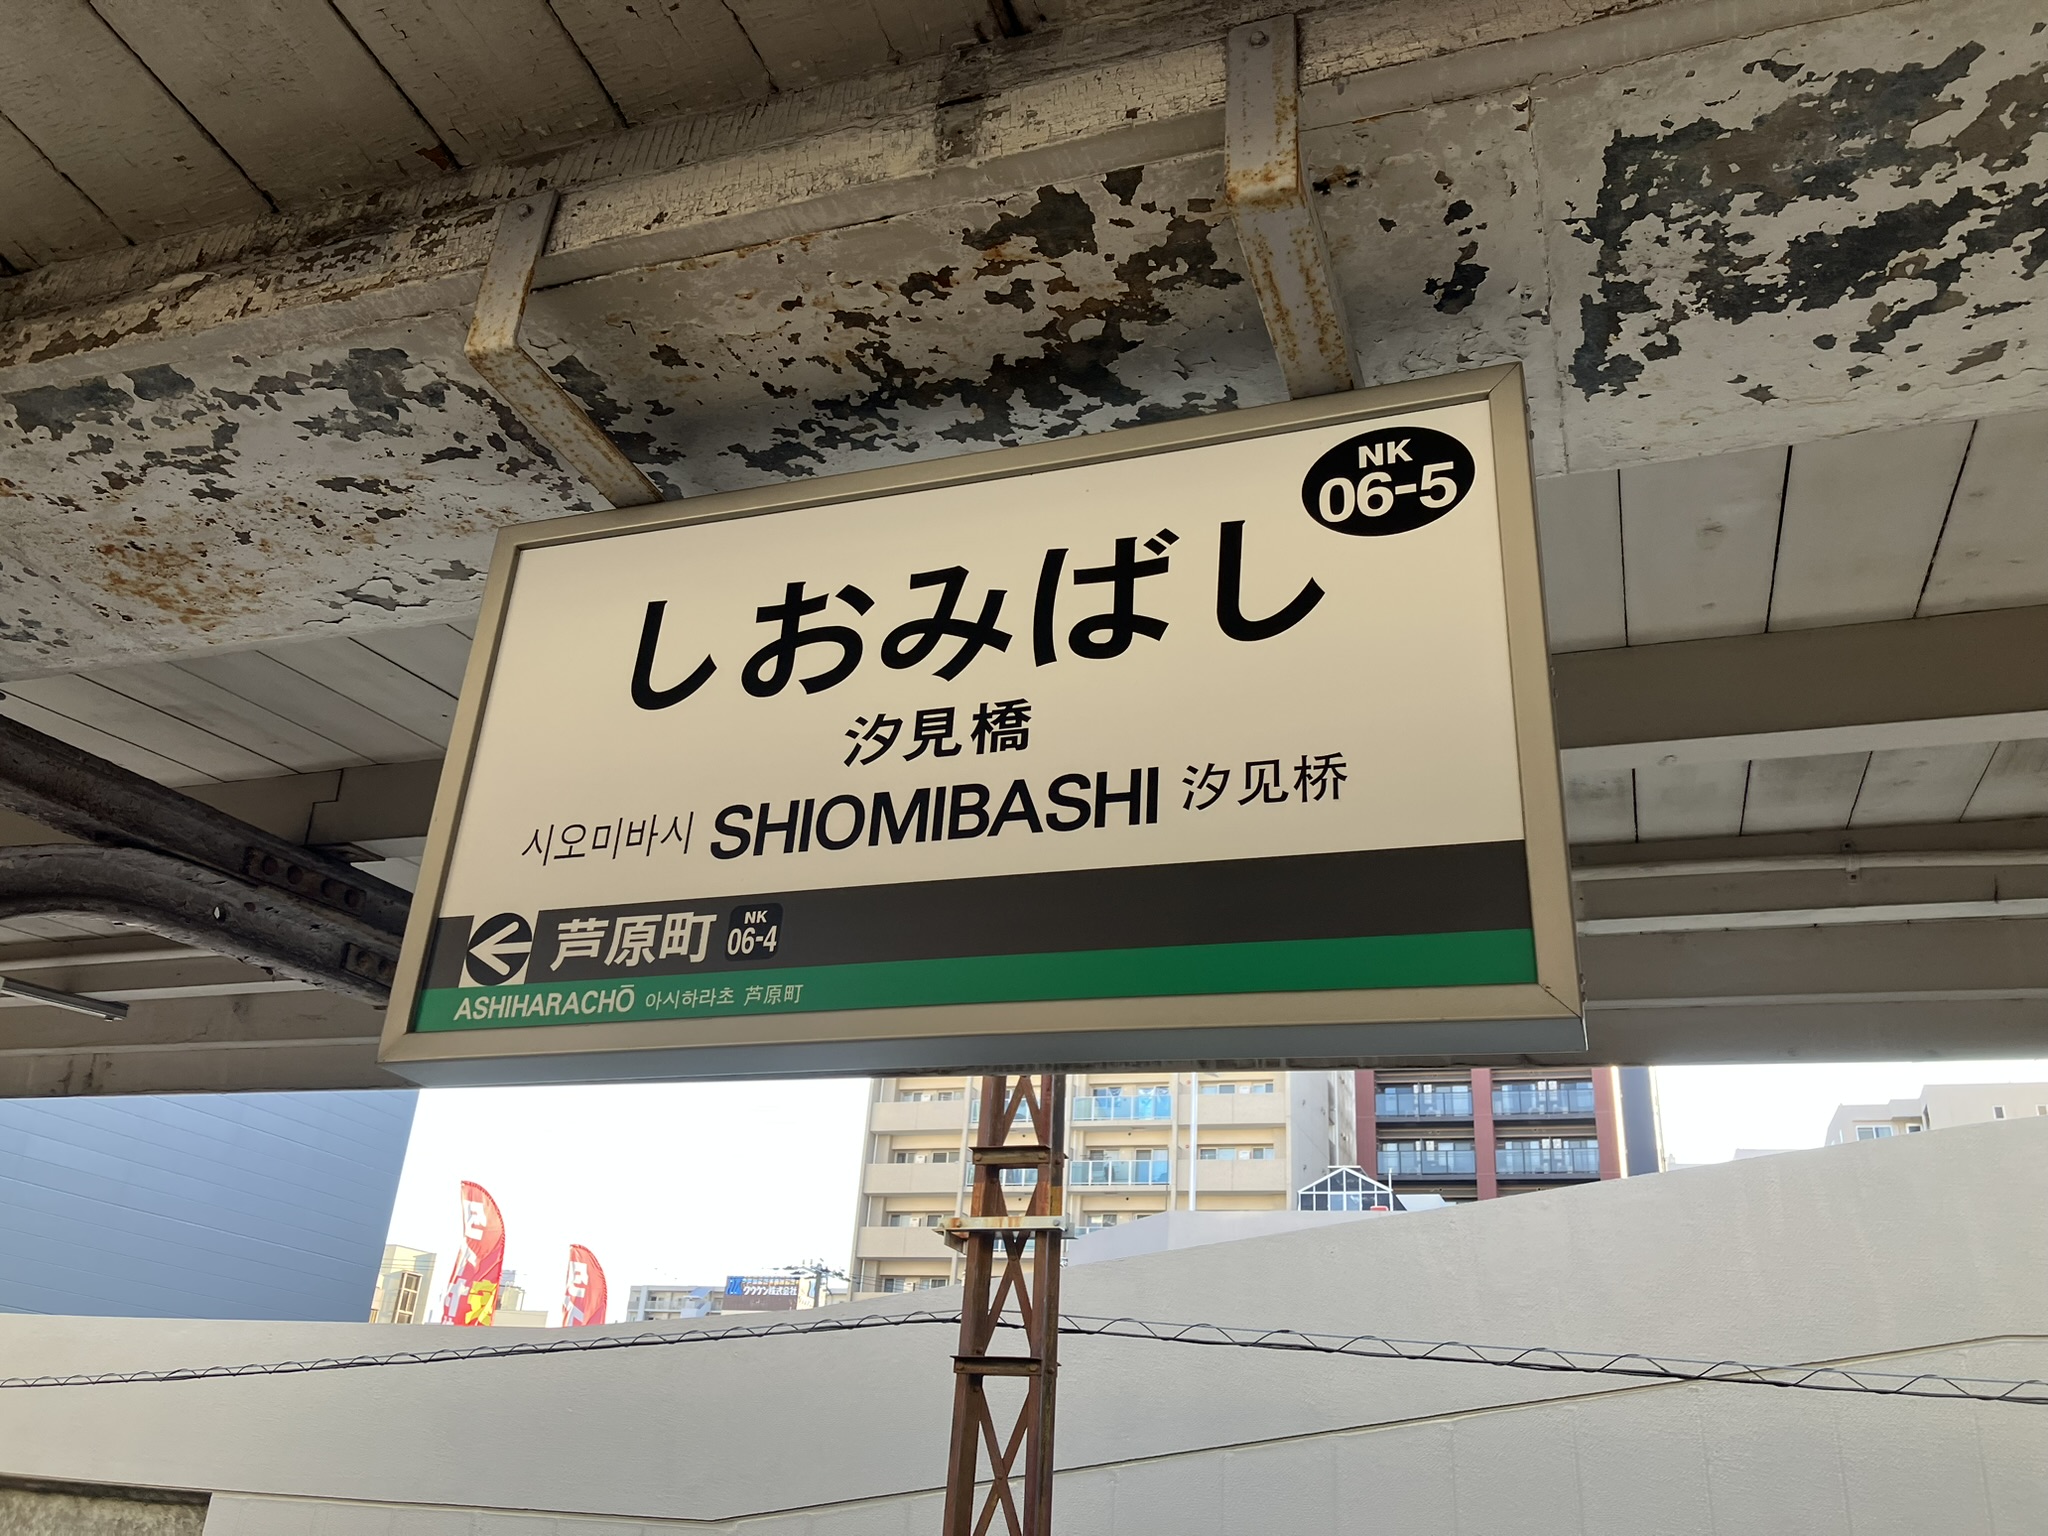 NK
06-5
しおみばし
汐見橋
시오미바시 SHIOMIBASHI 汐见桥
芦原町 NK 06-4
ASHIHARACHŌ 아시하라초 芦原町